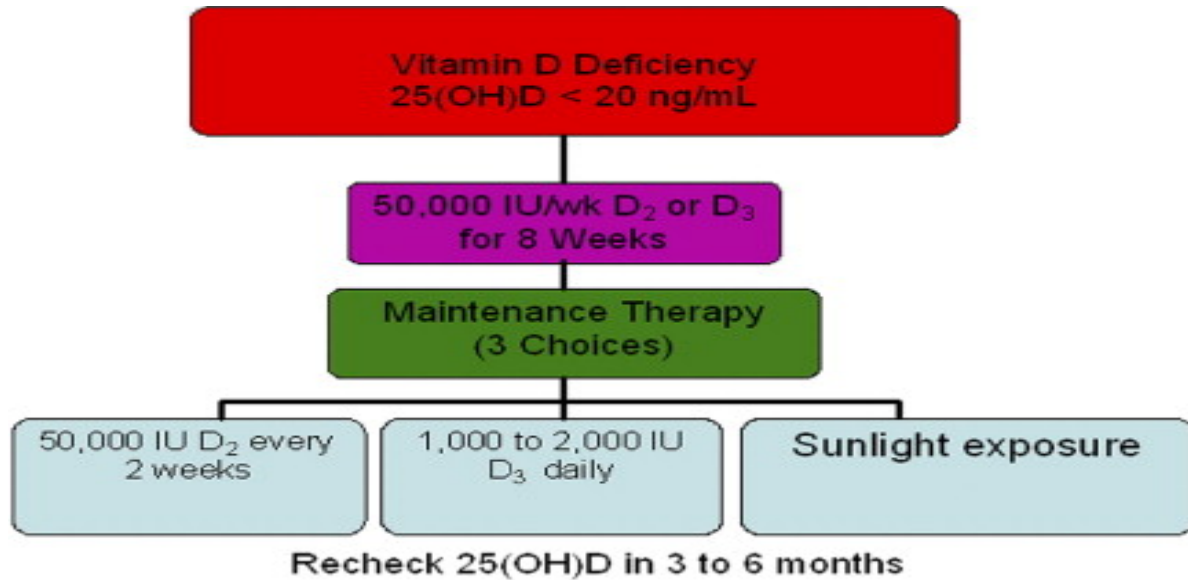 Vitamin D Deficiency
25(OH)D < 20 ng/mL
50,000 IU/wk D₂ or D₃
for 8 Weeks
Maintenance Therapy
(3 Choices)
50,000 IU D₂ every
2 weeks
1,000 to 2,000 IU
D₃ daily
Sunlight exposure
Recheck 25(OH)D in 3 to 6 months